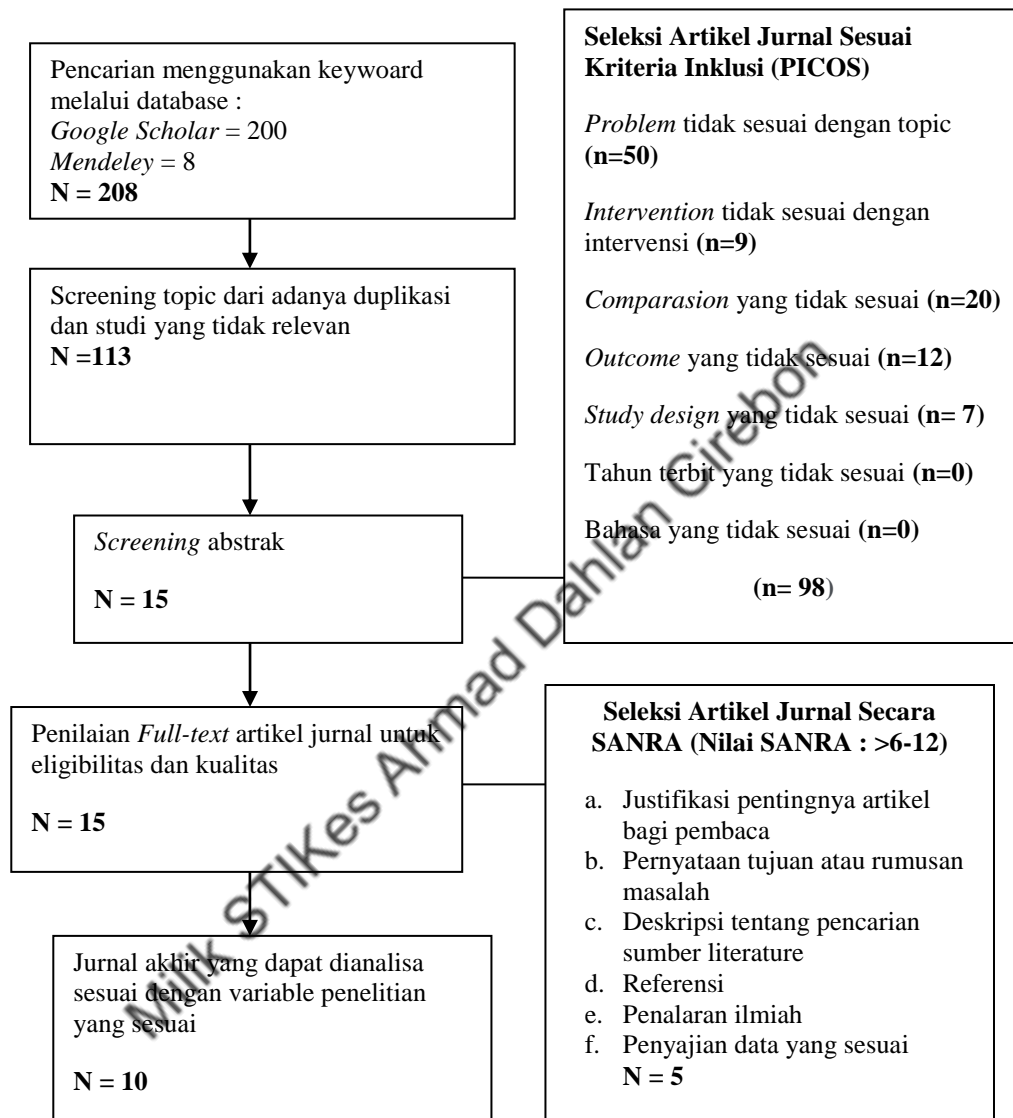 Pencarian menggunakan keywoard
melalui database :
Google Scholar = 200
Mendeley = 8
N = 208
Screening topic dari adanya duplikasi
dan studi yang tidak relevan
N =113
Screening abstrak
N = 15
Penilaian Full-text artikel jurnal untuk
eligibilitas dan kualitas
N = 15
Jurnal akhir yang dapat dianalisa
sesuai dengan variable penelitian
yang sesuai
N = 10
Seleksi Artikel Jurnal Sesuai
Kriteria Inklusi (PICOS)
Problem tidak sesuai dengan topic
(n=50)
Intervention tidak sesuai dengan
intervensi (n=9)
Comparasion yang tidak sesuai (n=20)
Outcome yang tidak sesuai (n=12)
Study design yang tidak sesuai (n= 7)
Tahun terbit yang tidak sesuai (n=0)
Bahasa yang tidak sesuai (n=0)
(n= 98)
Seleksi Artikel Jurnal Secara
SANRA (Nilai SANRA : >6-12)
a. Justifikasi pentingnya artikel
bagi pembaca
b. Pernyataan tujuan atau rumusan
masalah
c. Deskripsi tentang pencarian
sumber literature
d. Referensi
e. Penalaran ilmiah
f. Penyajian data yang sesuai
N = 5
Milik STIKes Ahmad Dahlan Cirebon